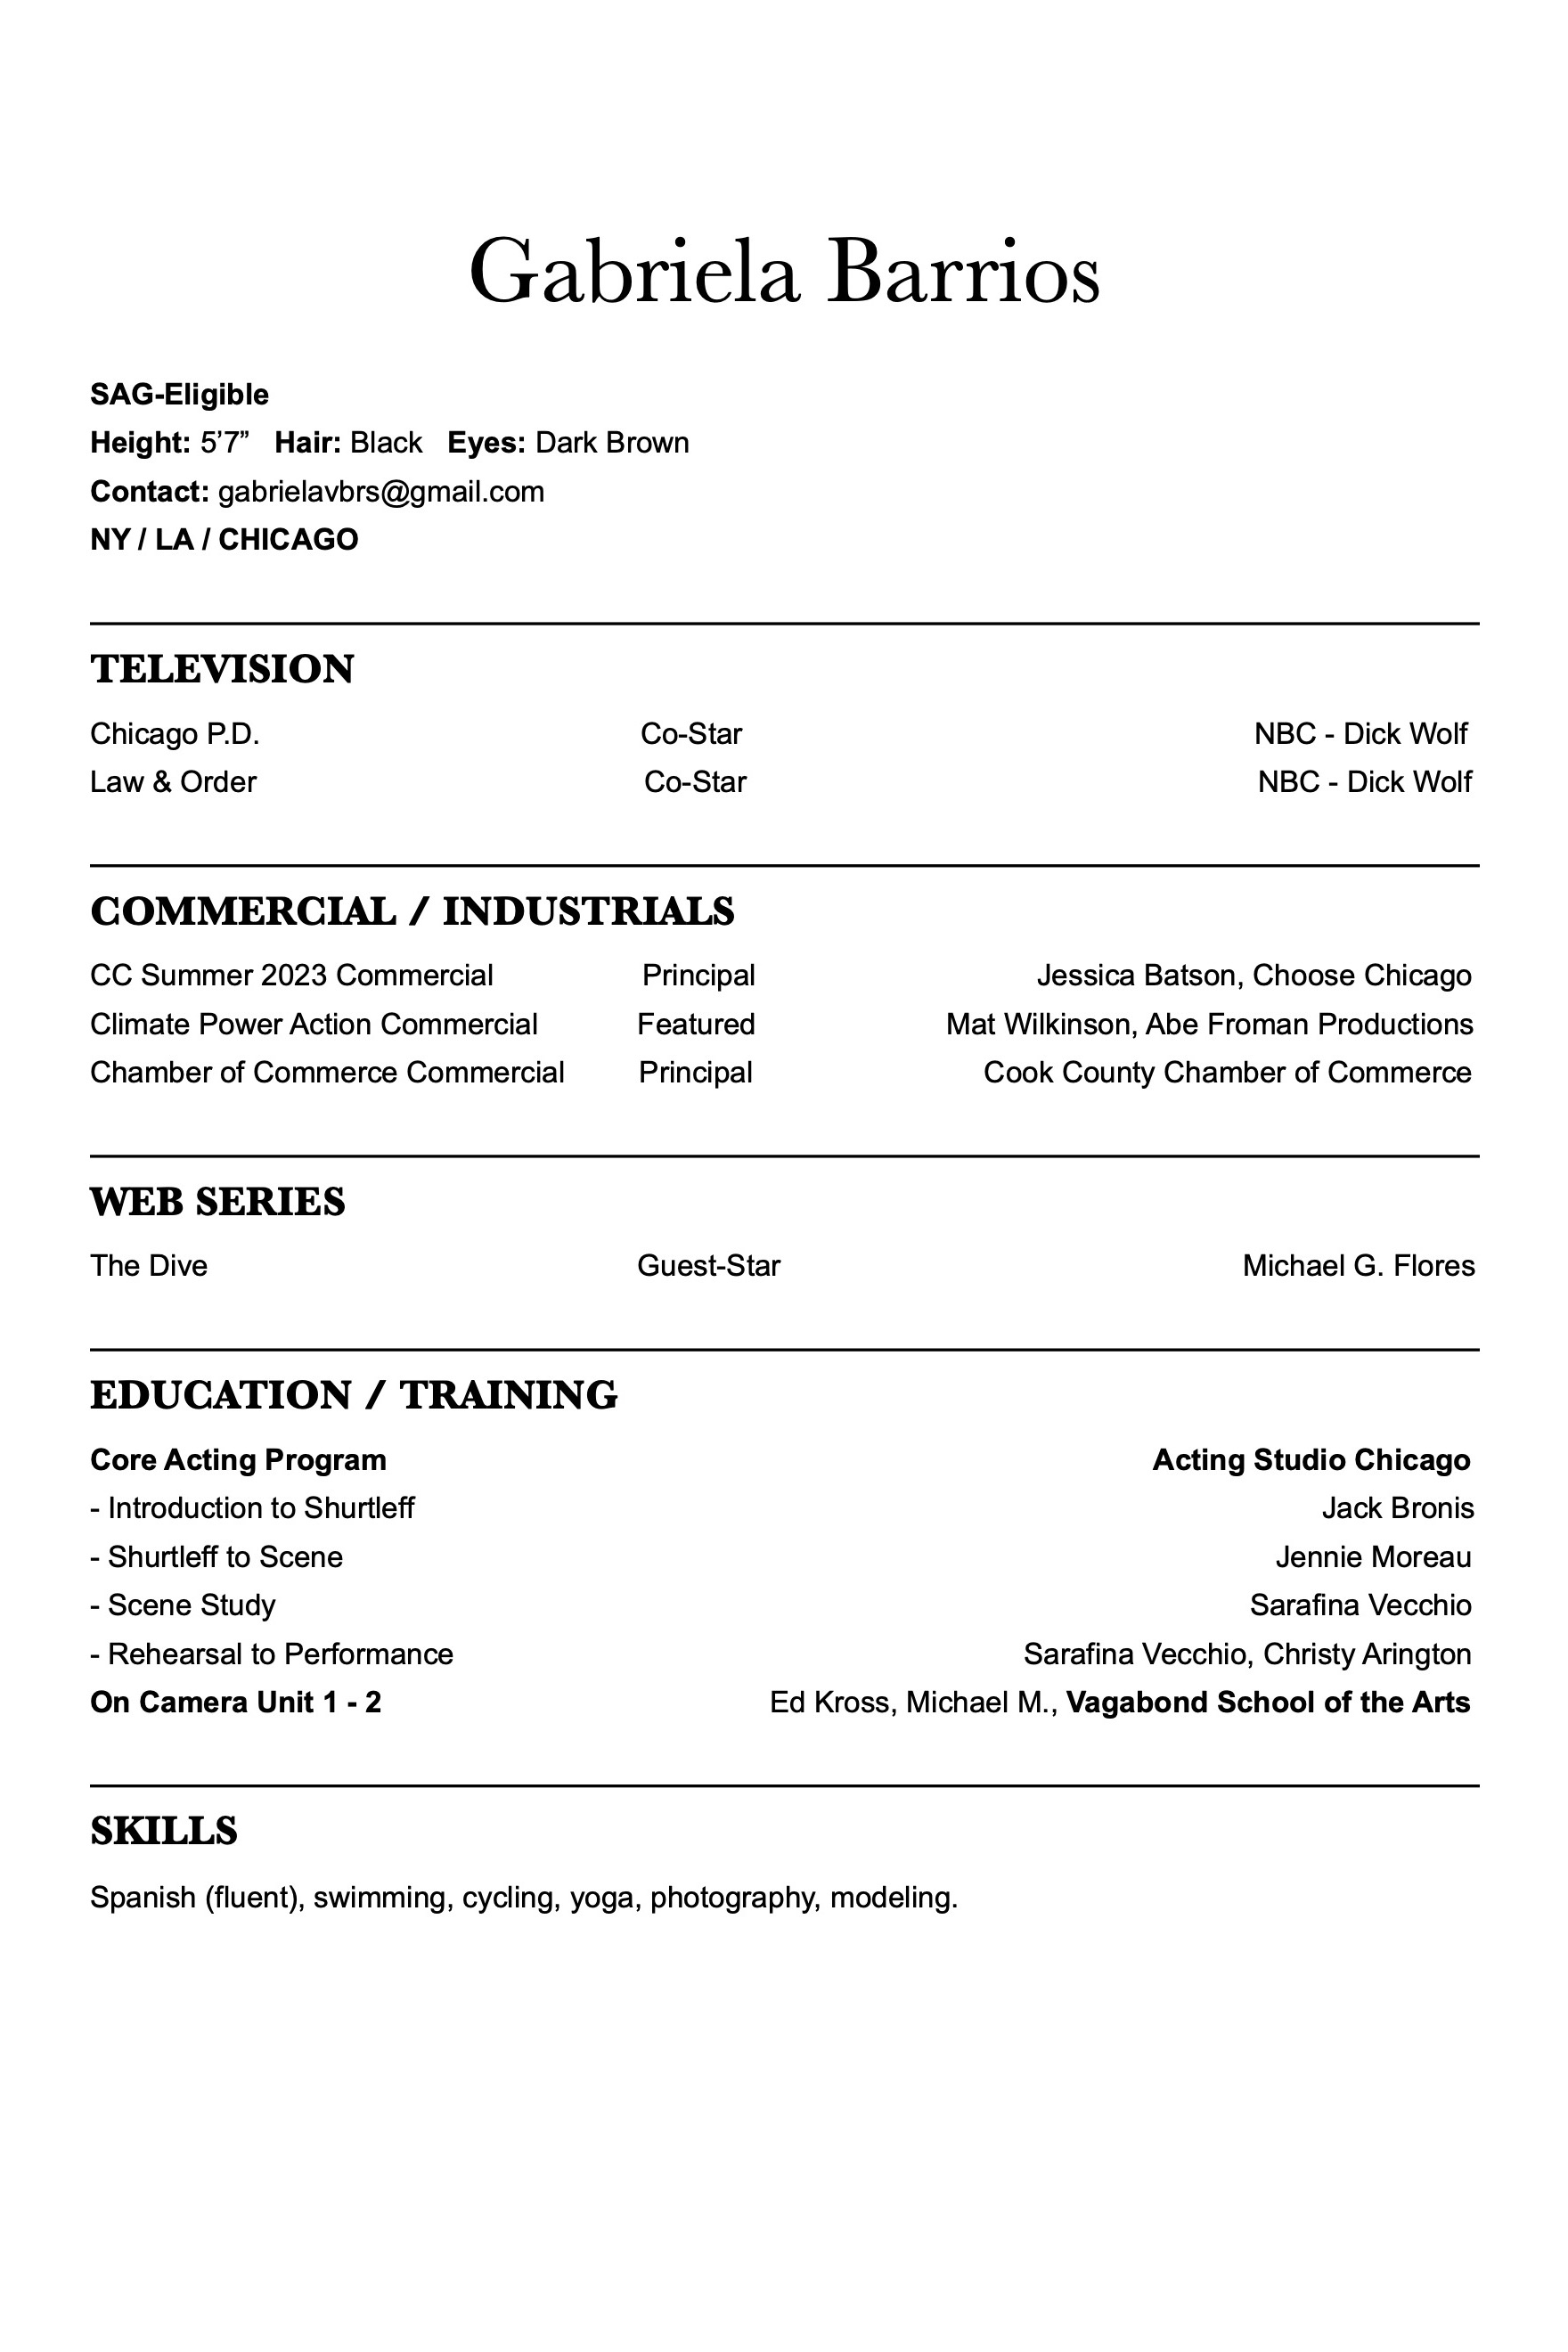 Gabriela Barrios
SAG-Eligible
Height: 5’7” Hair: Black Eyes: Dark Brown
Contact: gabrielavbrs@gmail.com
NY / LA / CHICAGO
TELEVISION
Chicago P.D. Co-Star NBC - Dick Wolf
Law & Order Co-Star NBC - Dick Wolf
COMMERCIAL / INDUSTRIALS
CC Summer 2023 Commercial Principal Jessica Batson, Choose Chicago
Climate Power Action Commercial Featured Mat Wilkinson, Abe Froman Productions
Chamber of Commerce Commercial Principal Cook County Chamber of Commerce
WEB SERIES
The Dive Guest-Star Michael G. Flores
EDUCATION / TRAINING
Core Acting Program Acting Studio Chicago
- Introduction to Shurtleff Jack Bronis
- Shurtleff to Scene Jennie Moreau
- Scene Study Sarafina Vecchio
- Rehearsal to Performance Sarafina Vecchio, Christy Arington
On Camera Unit 1 - 2 Ed Kross, Michael M., Vagabond School of the Arts
SKILLS
Spanish (fluent), swimming, cycling, yoga, photography, modeling.